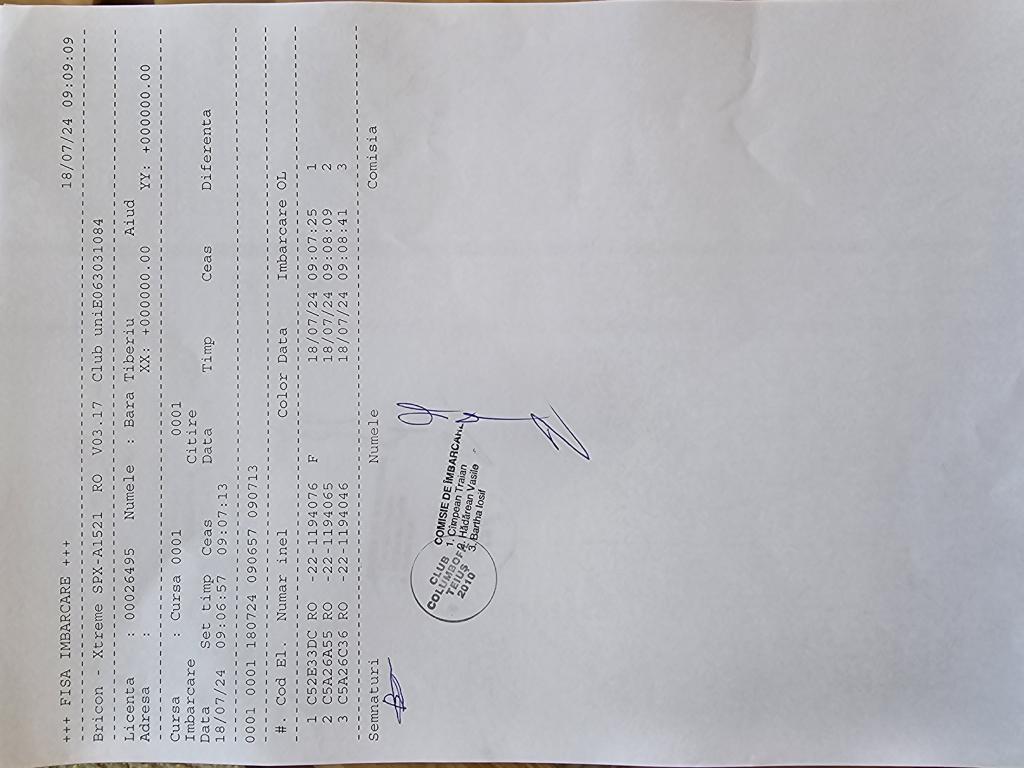 +++ FISA IMBARCARE +++ 18/07/24 09:09:09
Bricon - Xtreme SPX-A1521 RO V03.17 Club uniE063031084
Licenta : 00026495 Numele : Bara Tiberiu Aiud
Adresa : XX: +000000.00 YY: +000000.00
Cursa : Cursa 0001 0001
Imbarcare Citire
Data Set timp Ceas Data Timp Ceas Diferenta
18/07/24 09:06:57 09:07:13
0001 0001 180724 090657 090713
#. Cod El. Numar inel Color Data Imbarcare OL
1 C52E33DC RO -22-1194076 F 18/07/24 09:07:25 1
2 C5A26A55 RO -22-1194065 18/07/24 09:08:09 2
3 C5A26C36 RO -22-1194046 18/07/24 09:08:41 3
Semnaturi Numele Comisia
CLUB
COLUMBOFIL
TEIUȘ
2010
COMISIE DE ÎMBARCARE
1. Cîmpean Traian
2. Hădărean Vasile
3. Bartha Iosif